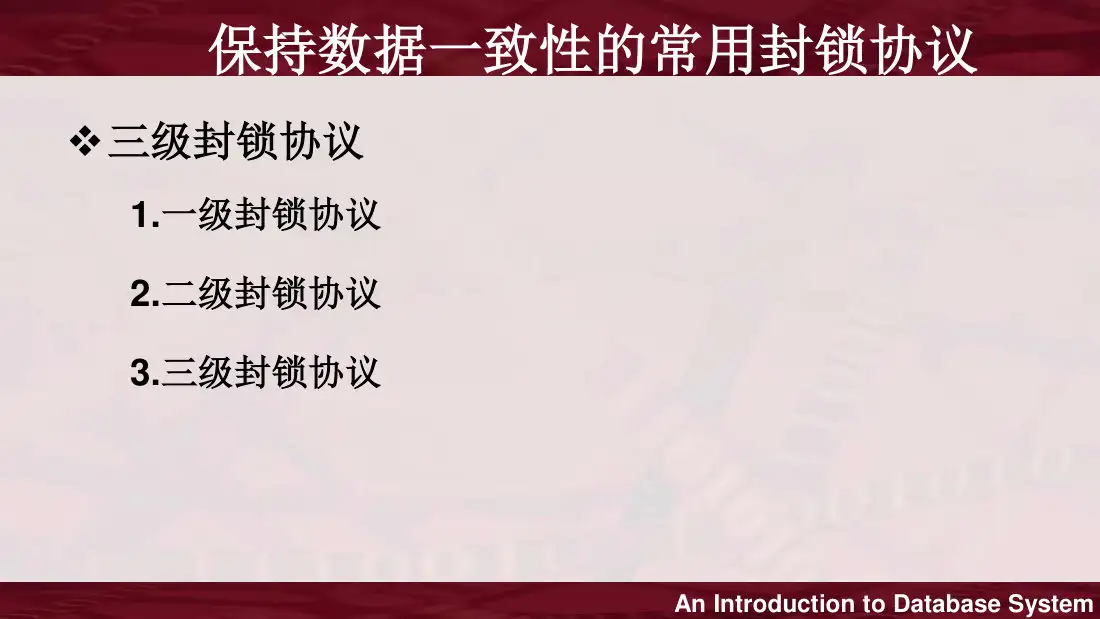 保持数据一致性的常用封锁协议
❖三级封锁协议
1.一级封锁协议
2.二级封锁协议
3.三级封锁协议
An Introduction to Database System